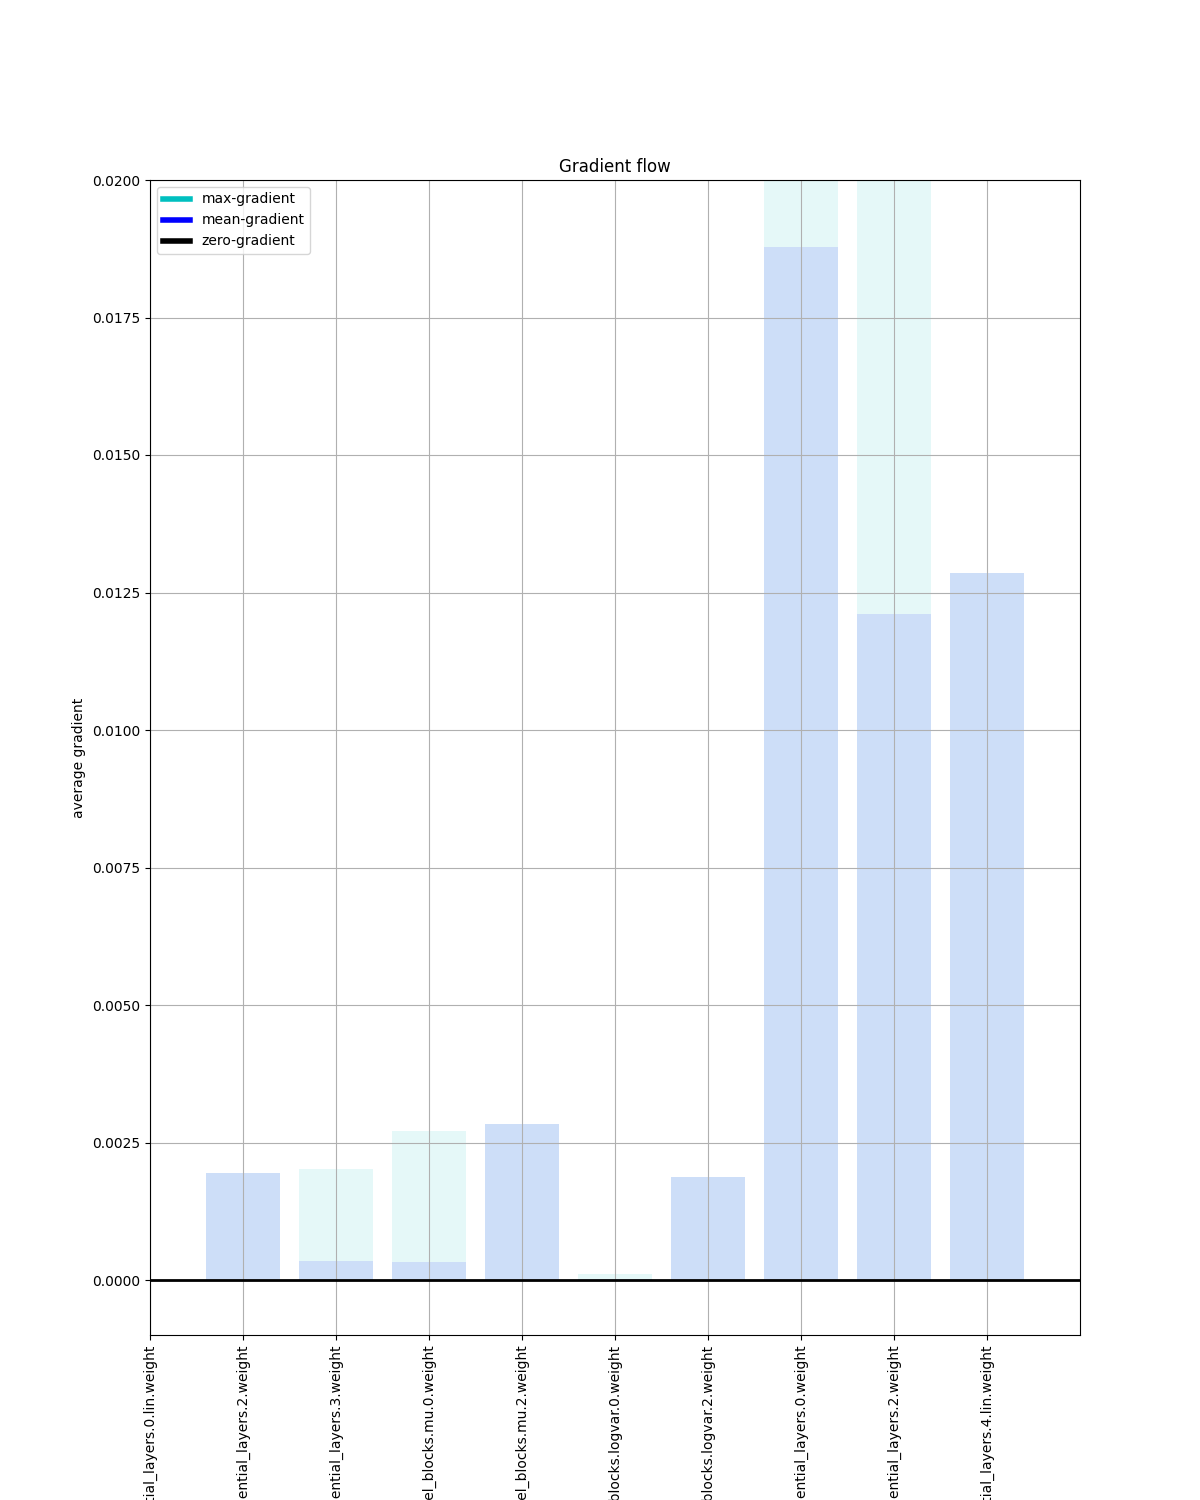 Gradient flow
max-gradient
mean-gradient
zero-gradient
0.0200
0.0175
0.0150
0.0125
0.0100
0.0075
0.0050
0.0025
0.0000
average gradient
tial_layers.0.lin.weight
ential_layers.2.weight
ential_layers.3.weight
el_blocks.mu.0.weight
el_blocks.mu.2.weight
blocks.logvar.0.weight
blocks.logvar.2.weight
ential_layers.0.weight
ential_layers.2.weight
tial_layers.4.lin.weight